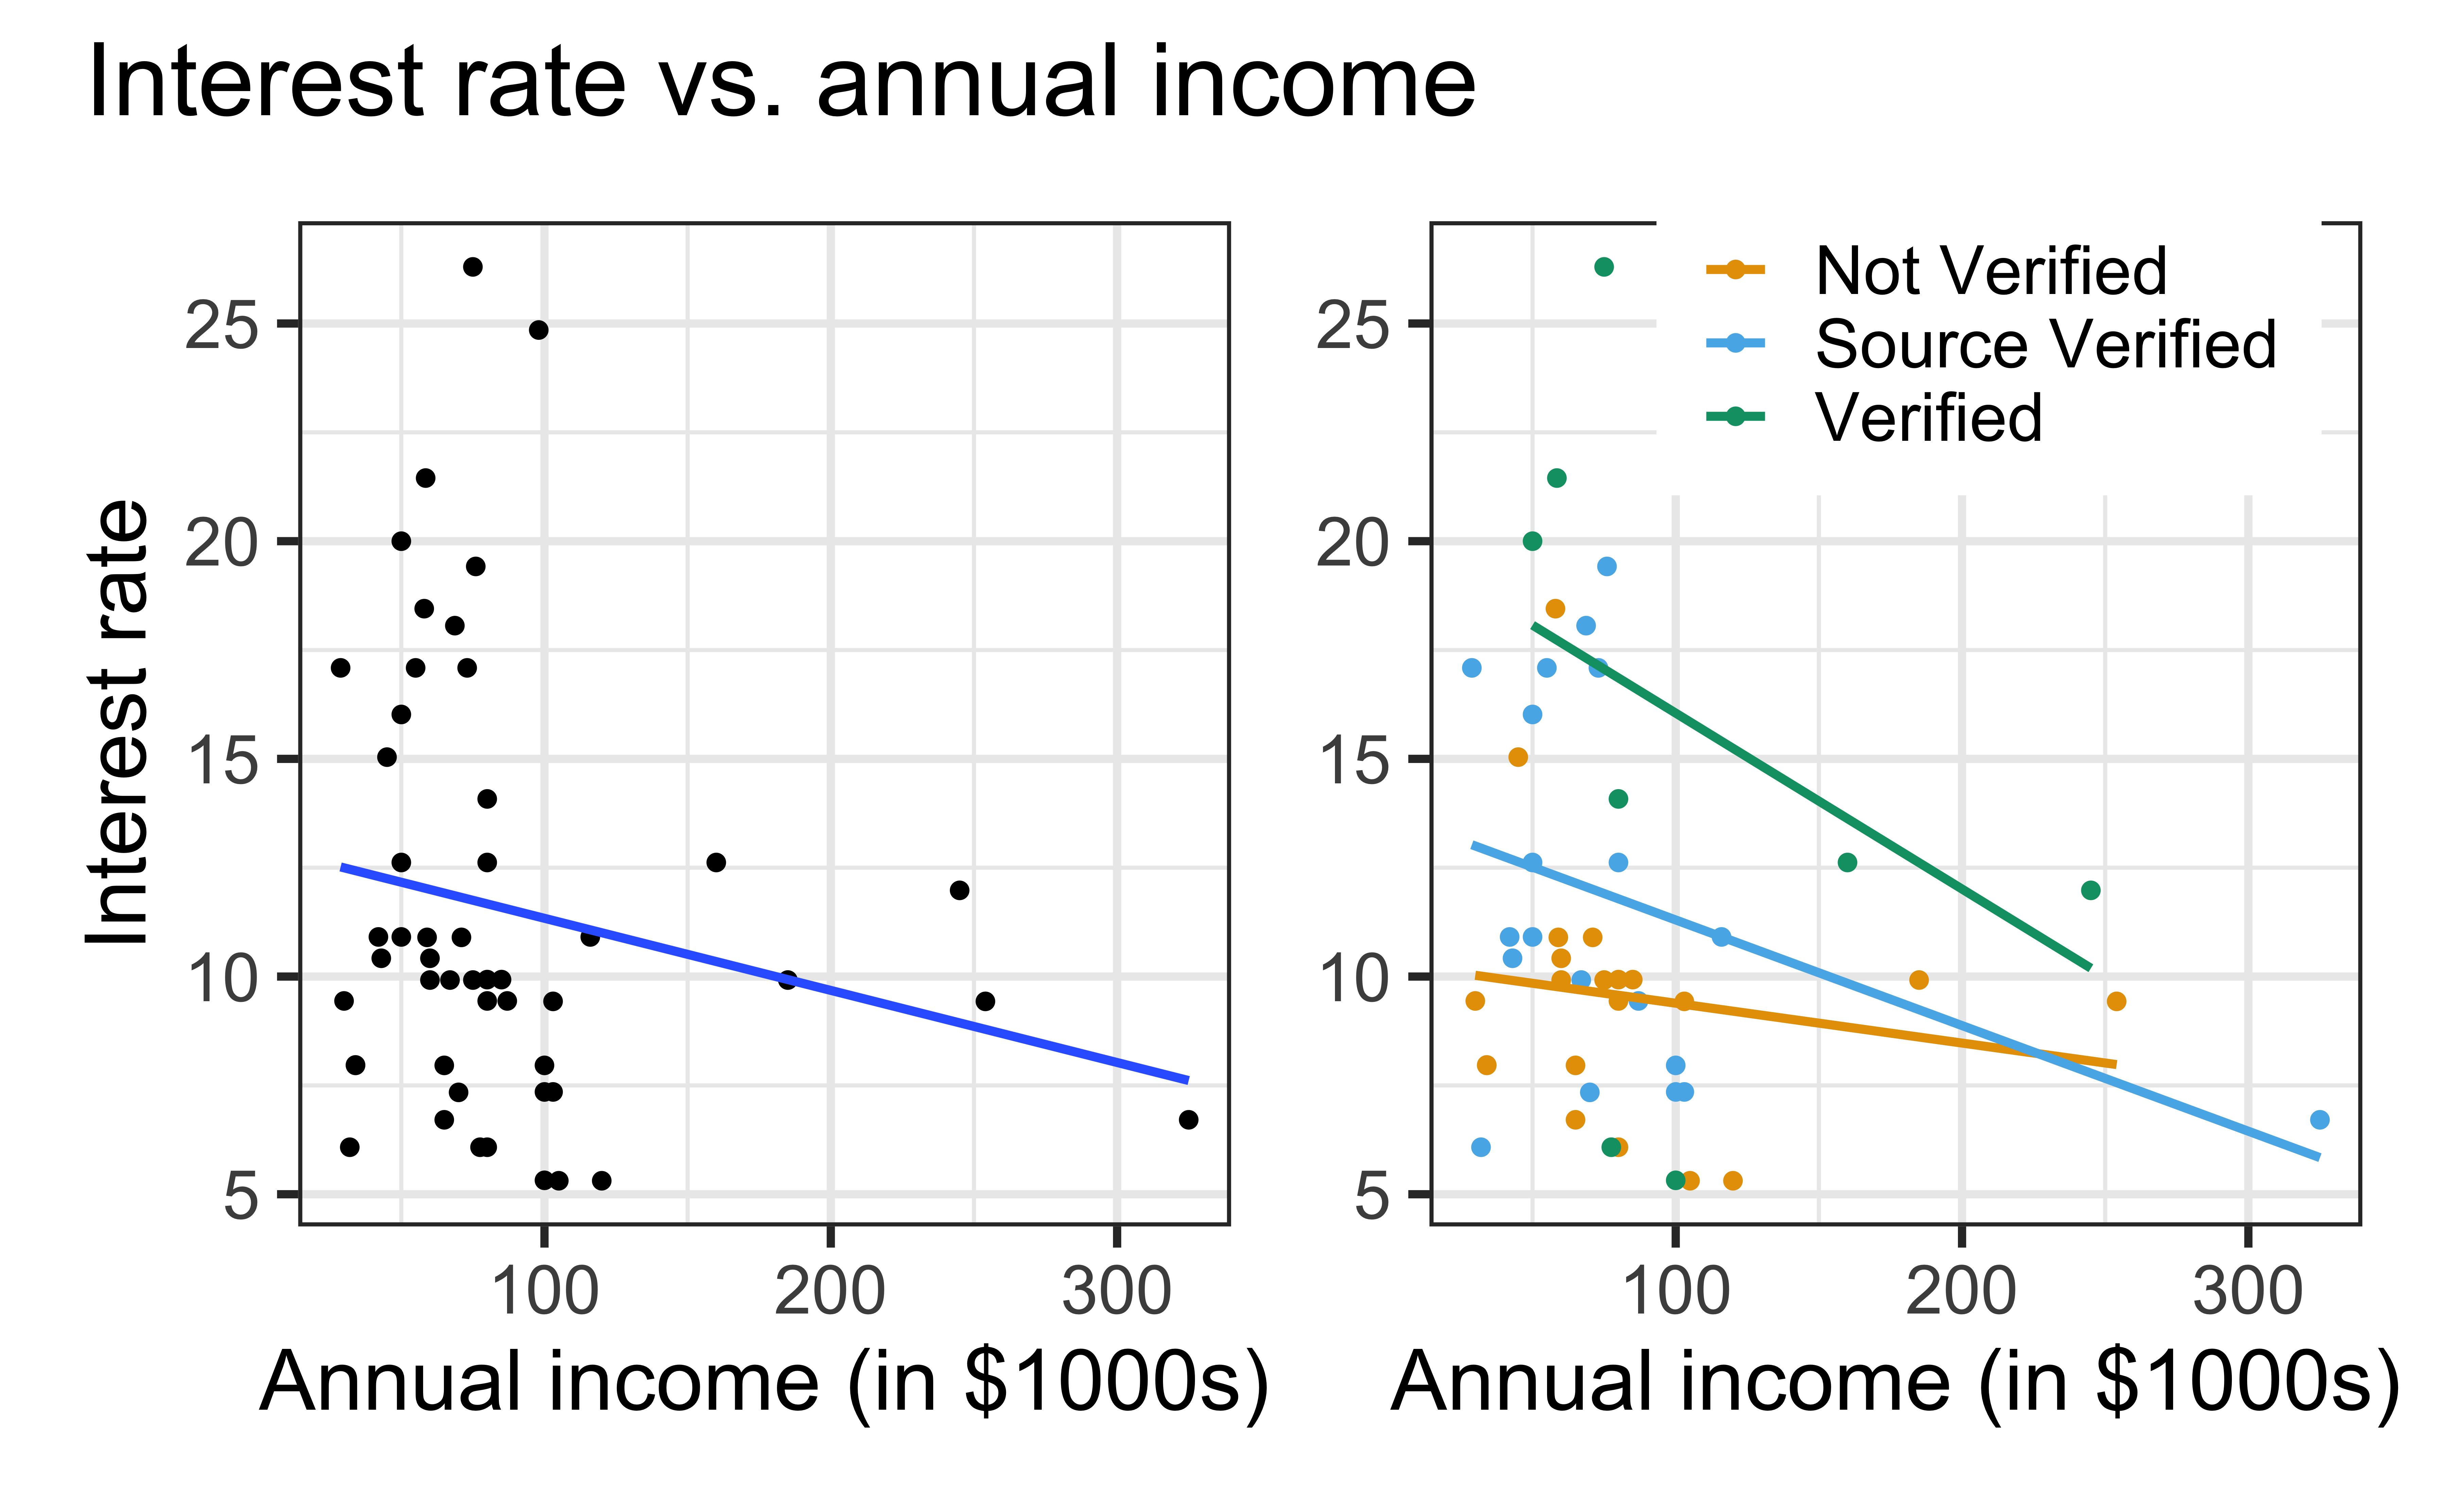 Interest rate vs. annual income
Interest rate
25
20
15
10
5
100 200 300
Annual income (in $1000s)
25
20
15
10
5
100 200 300
Annual income (in $1000s)
Not Verified
Source Verified
Verified